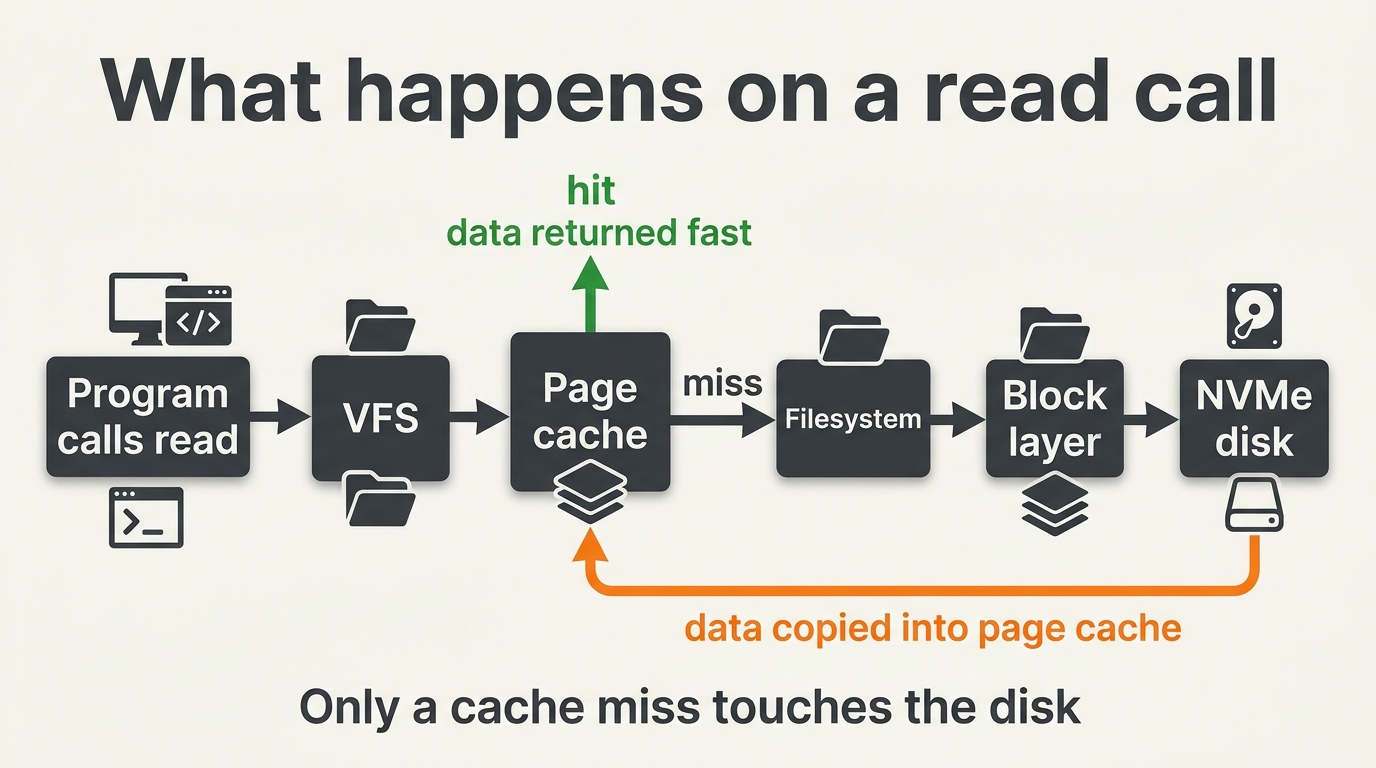 What happens on a read call
hit
data returned fast
Program
calls read
VFS
Page
cache
miss
Filesystem
Block
layer
NVMe
disk
data copied into page cache
Only a cache miss touches the disk